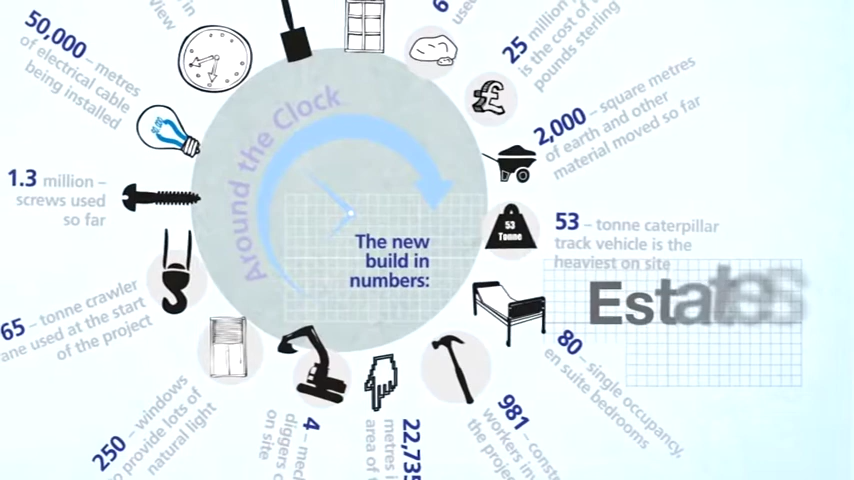 Around the Clock
The new
build in
numbers:
50,000 – metres
of electrical cable
being installed
1.3 million –
screws used
so far
65 – tonne crawler
used at the start
of the project
250 – windows
provide lots of
natural light
4 –
diggers
on site
22,735
metres
area of
981 –
workers
the project
80 – single occupancy,
en suite bedrooms
53 – tonne caterpillar
track vehicle is the
heaviest on site
53
Tonne
2,000 – square metres
of earth and other
material moved so far
25 million
is the cost of
pounds sterling
£
Estates